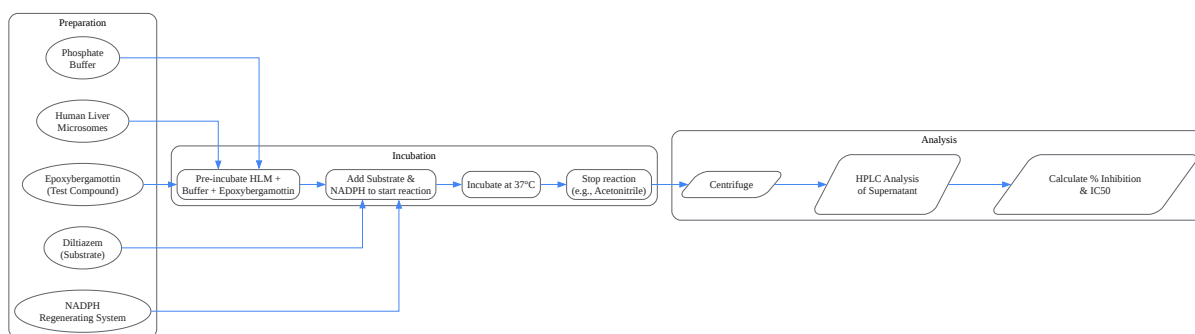 Preparation
Phosphate
Buffer
Human Liver
Microsomes
Epoxybergamottin
(Test Compound)
Diltiazem
(Substrate)
NADPH
Regenerating System
Incubation
Pre-incubate HLM +
Buffer + Epoxybergamottin
Add Substrate &
NADPH to start reaction
Incubate at 37°C
Stop reaction
(e.g., Acetonitrile)
Analysis
Centrifuge
HPLC Analysis
of Supernatant
Calculate % Inhibition
& IC50